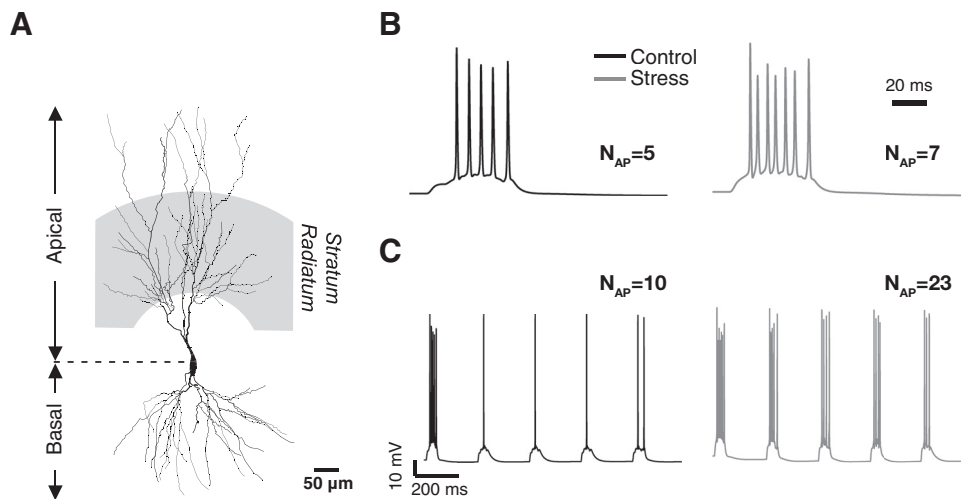 A
Apical
Basal
Stratum
Radiatum
50 µm
B
Control
Stress
20 ms
N_AP=5
N_AP=7
C
N_AP=10
N_AP=23
10 mV
200 ms